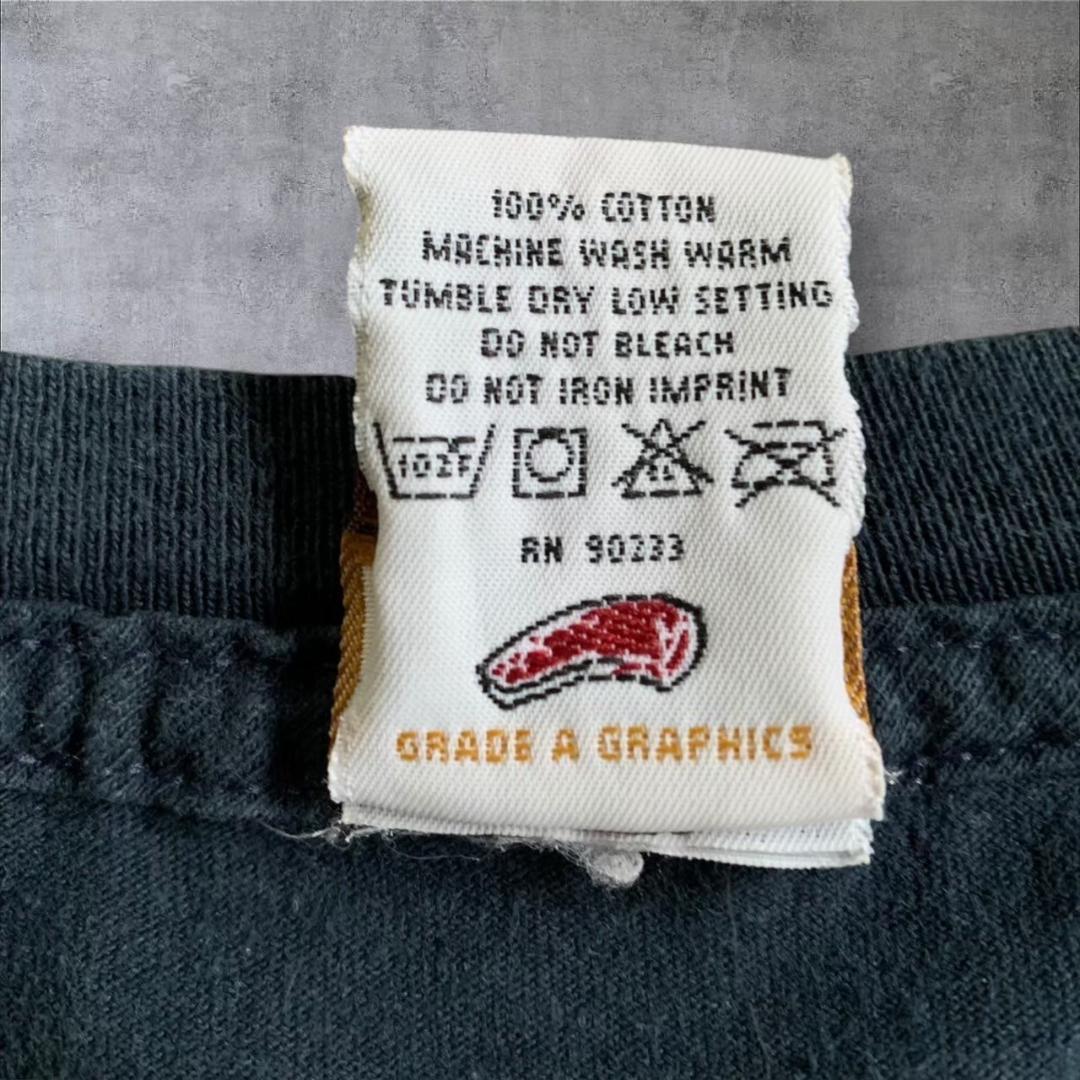 100% COTTON
MACHINE WASH WARM
TUMBLE DRY LOW SETTING
DO NOT BLEACH
DO NOT IRON IMPRINT
102F
RN 90233
GRADE A GRAPHICS